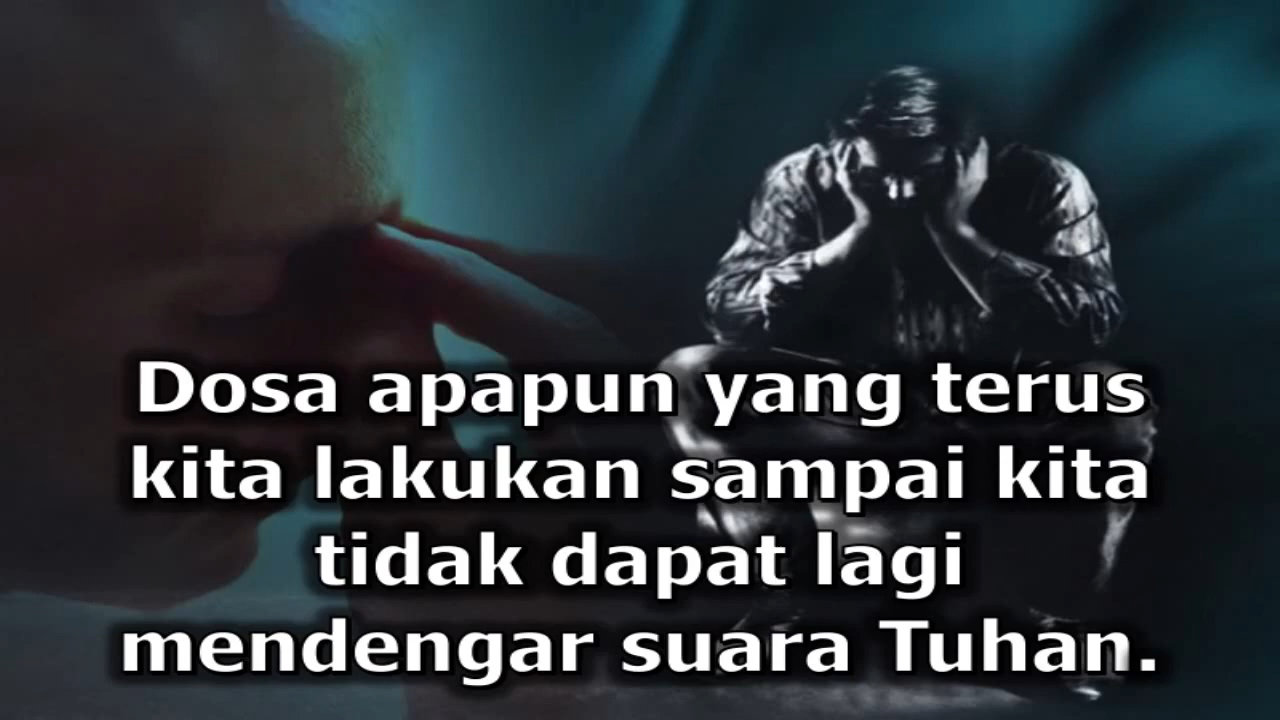 Dosa apapun yang terus
kita lakukan sampai kita
tidak dapat lagi
mendengar suara Tuhan.